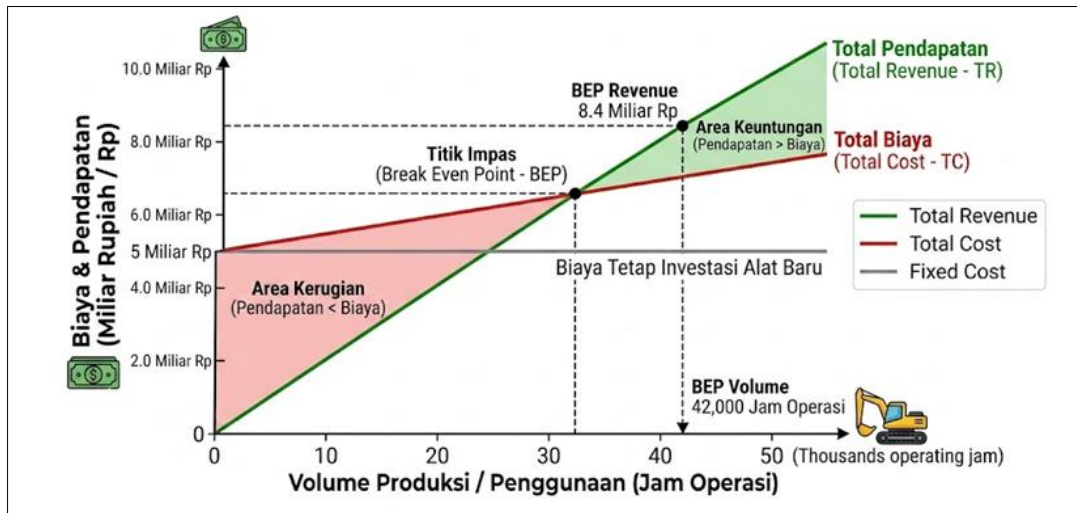 Biaya & Pendapatan
(Miliar Rupiah / Rp)
10.0 Miliar Rp
8.0 Miliar Rp
6.0 Miliar Rp
5 Miliar Rp
4.0 Miliar Rp
2.0 Miliar Rp
0
Total Pendapatan
(Total Revenue - TR)
BEP Revenue
8.4 Miliar Rp
Area Keuntungan
(Pendapatan > Biaya)
Total Biaya
(Total Cost - TC)
Titik Impas
(Break Even Point - BEP)
Total Revenue
Total Cost
Fixed Cost
Biaya Tetap Investasi Alat Baru
Area Kerugian
(Pendapatan < Biaya)
BEP Volume
42,000 Jam Operasi
0 10 20 30 40 50
(Thousands operating jam)
Volume Produksi / Penggunaan (Jam Operasi)